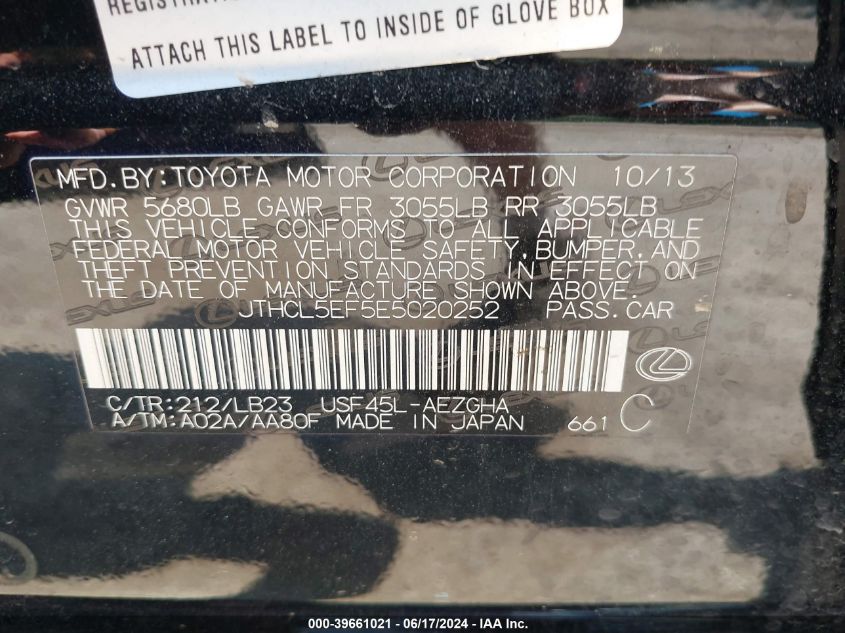 REGISTRATI
ATTACH THIS LABEL TO INSIDE OF GLOVE BOX
MFD.BY:TOYOTA MOTOR CORPORATION 10/13
GVWR 5680LB GAWR FR 3055LB RR 3055LB
THIS VEHICLE CONFORMS TO ALL APPLICABLE
FEDERAL MOTOR VEHICLE SAFETY,BUMPER,AND
THEFT PREVENTION STANDARDS IN EFFECT ON
THE DATE OF MANUFACTURE SHOWN ABOVE.
JTHCL5EF5E5020252 PASS.CAR
C/TR:212/LB23 USF45L-AEZGHA
A/TM:A02A/AA80F MADE IN JAPAN 661 C
000-39661021 - 06/17/2024 - IAA Inc.